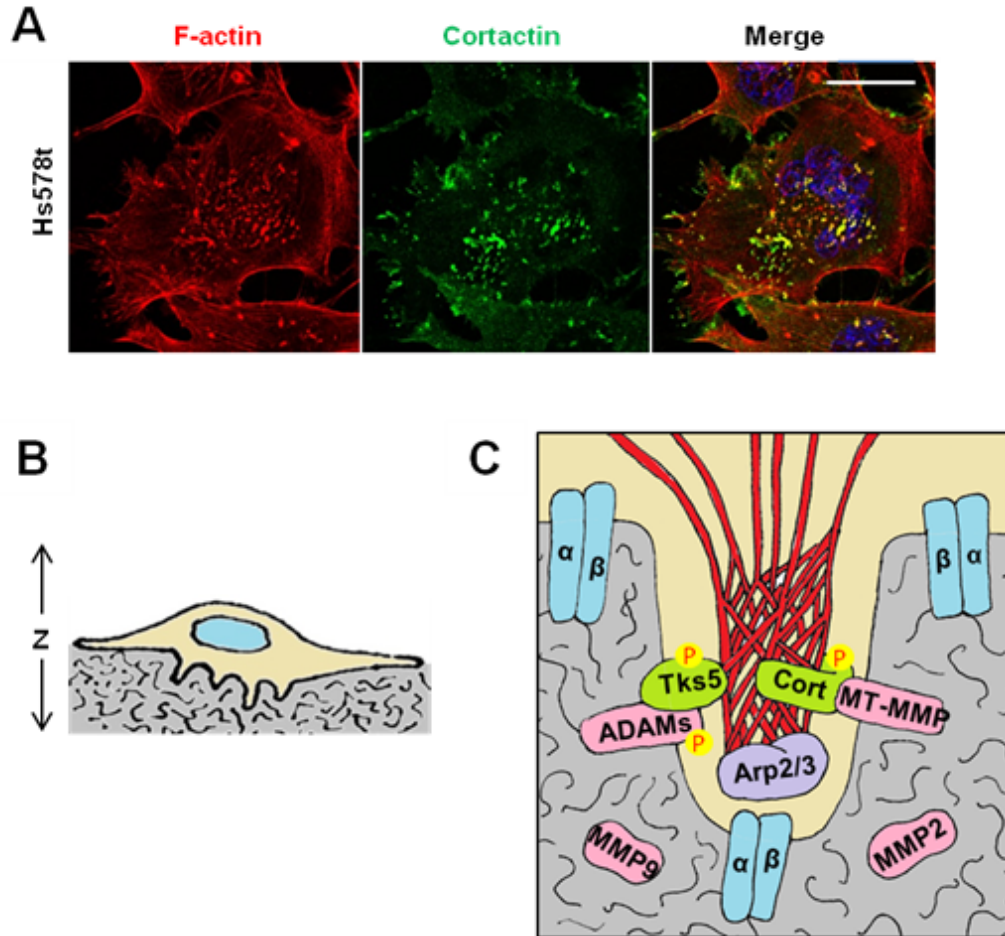 A
F-actin Cortactin Merge
Hs578t
B
Z
C
α β
β α
P
P
Tks5
Cort
MT-MMP
ADAMs
P
Arp2/3
MMP9
MMP2
α β